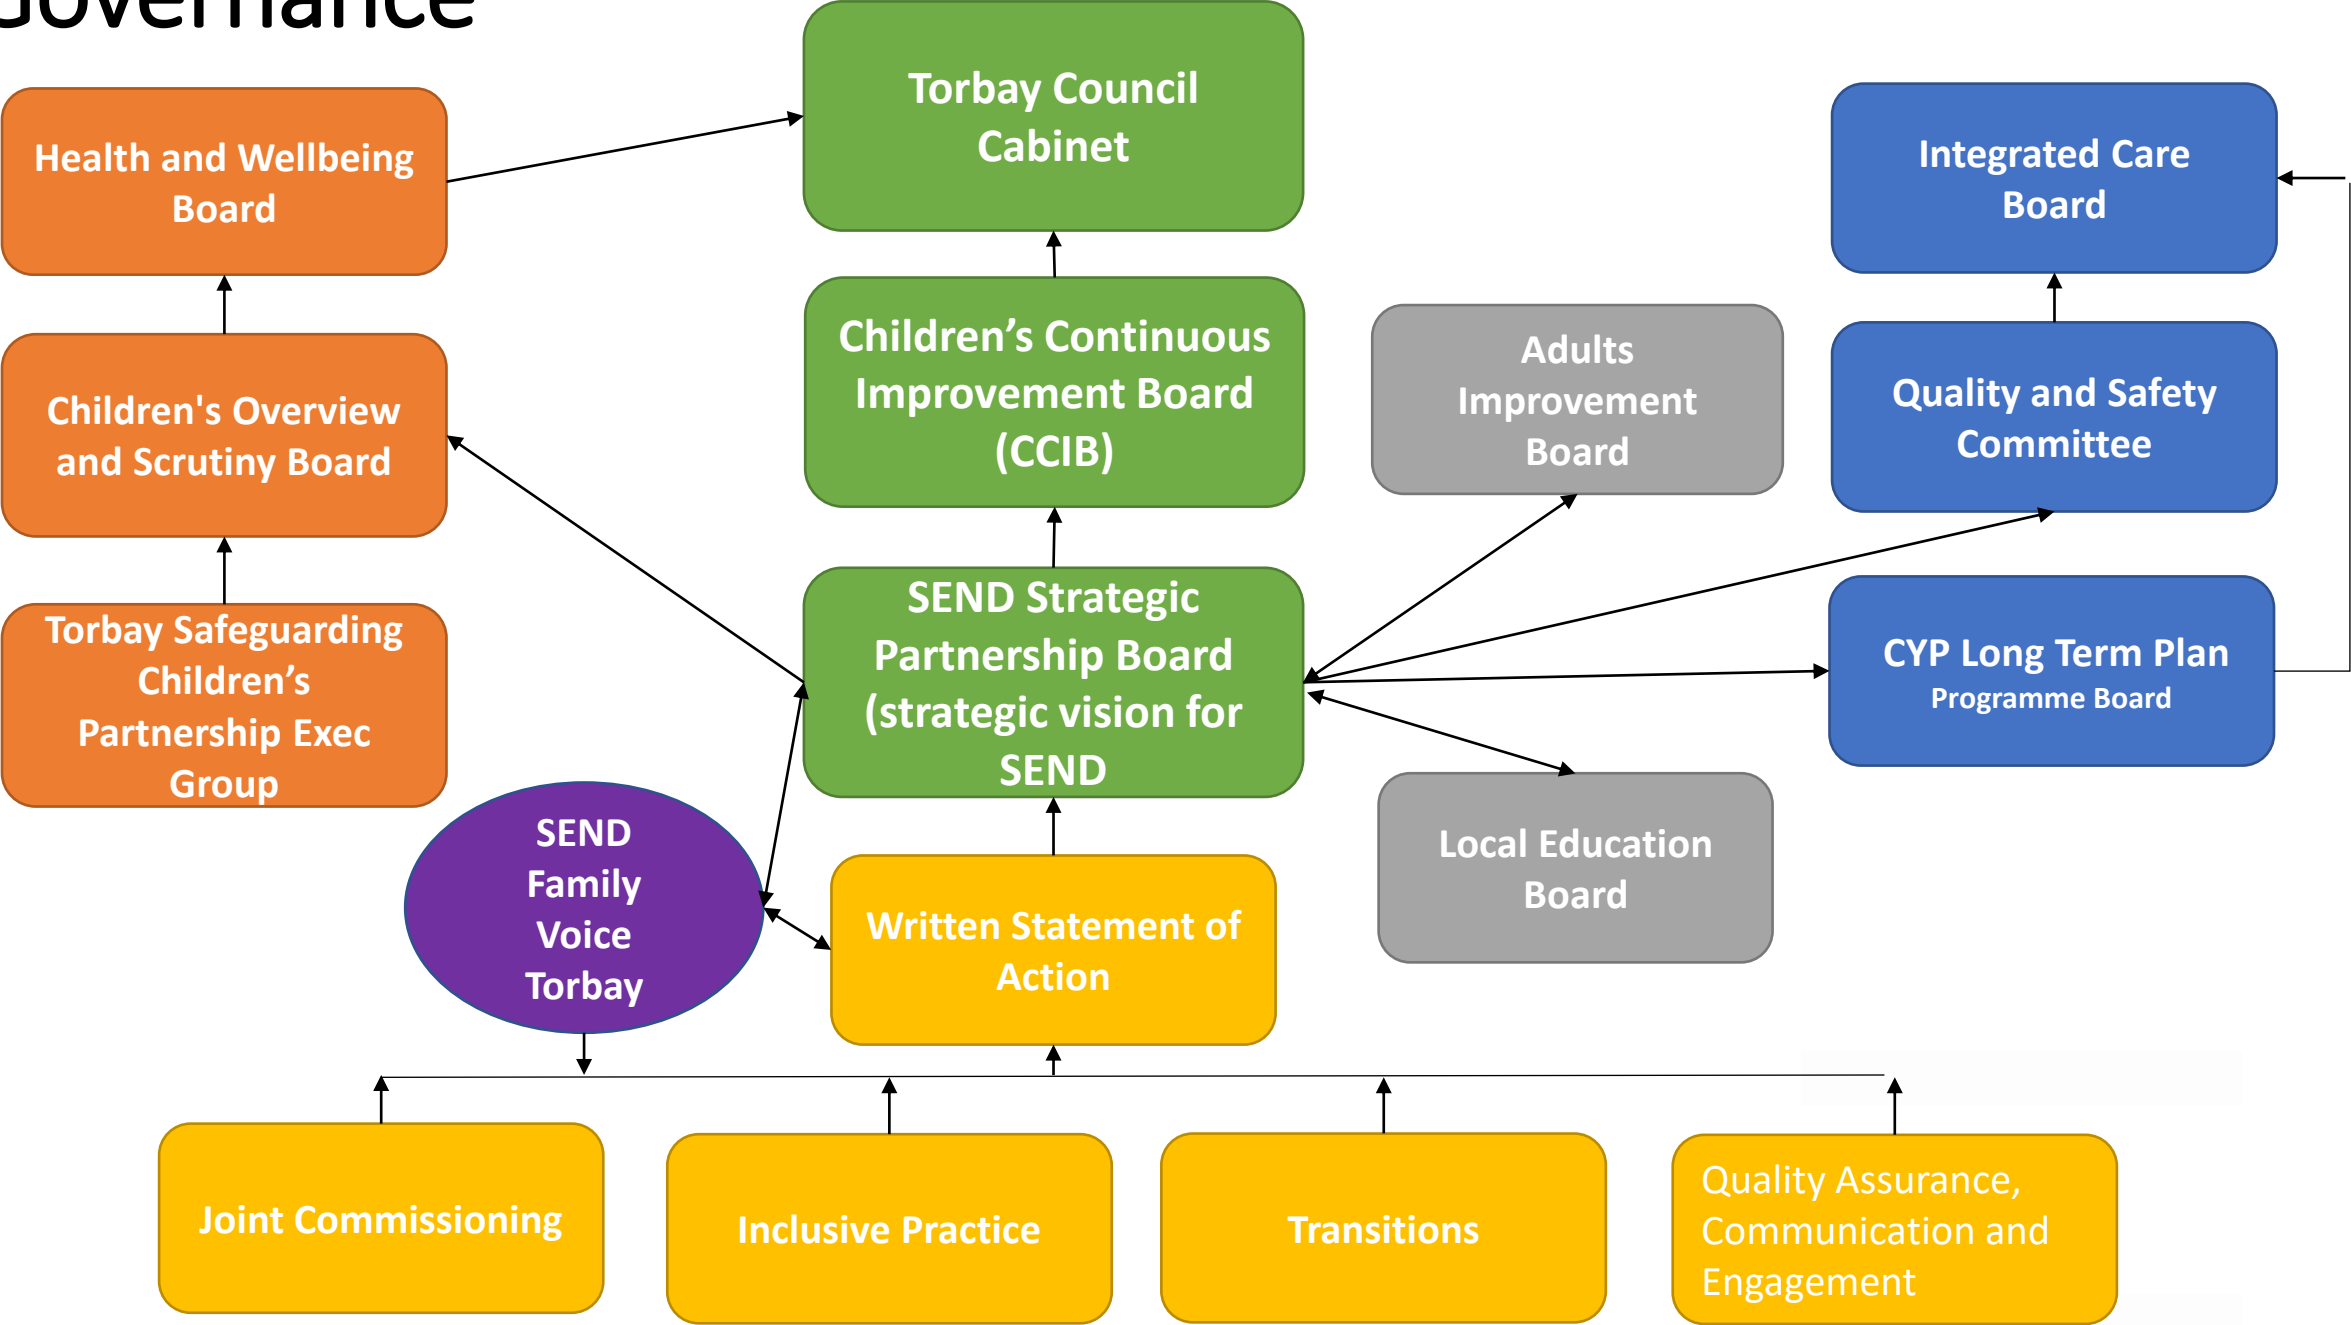 Governance
Torbay Council
Cabinet
Health and Wellbeing
Board
Integrated Care
Board
Children’s Continuous
Improvement Board
(CCIB)
Adults
Improvement
Board
Children's Overview
and Scrutiny Board
Quality and Safety
Committee
SEND Strategic
Partnership Board
(strategic vision for
SEND
Torbay Safeguarding
Children’s
Partnership Exec
Group
CYP Long Term Plan
Programme Board
SEND
Family
Voice
Torbay
Local Education
Board
Written Statement of
Action
Joint Commissioning
Inclusive Practice
Transitions
Quality Assurance,
Communication and
Engagement